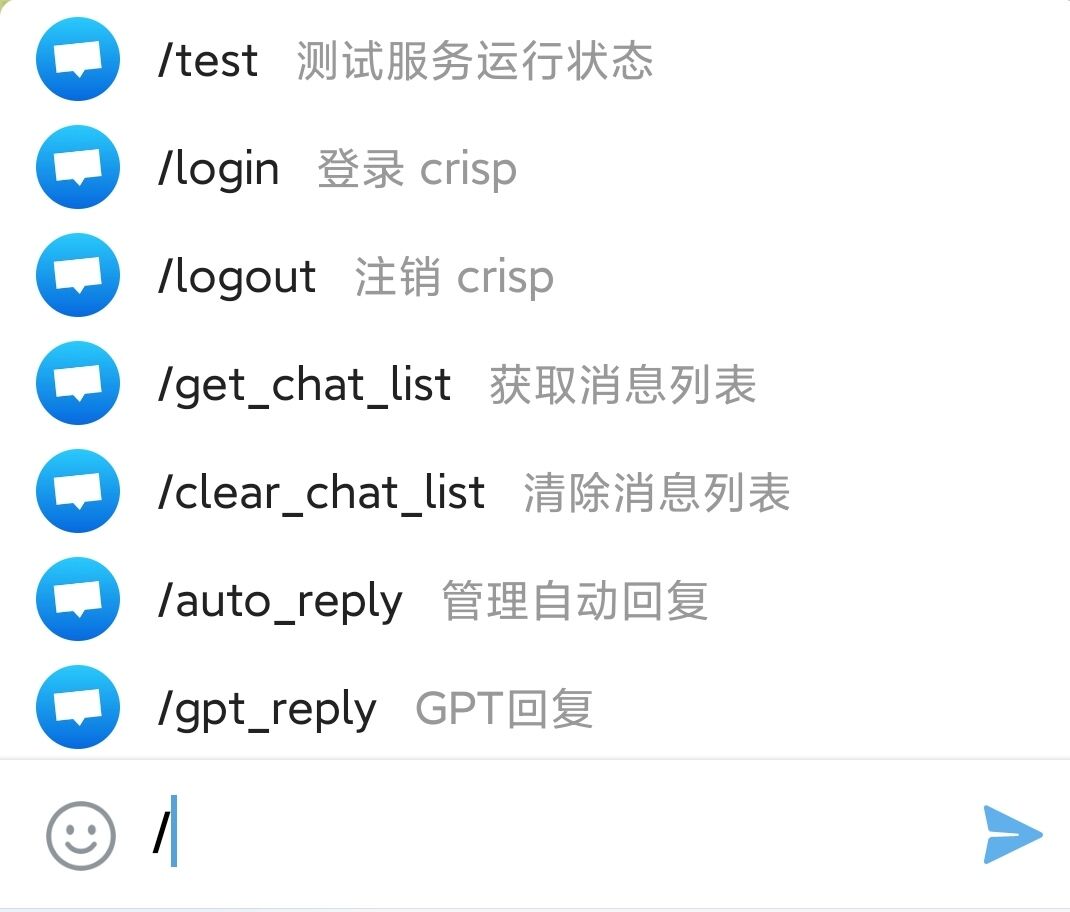 /test 测试服务运行状态
/login 登录 crisp
/logout 注销 crisp
/get_chat_list 获取消息列表
/clear_chat_list 清除消息列表
/auto_reply 管理自动回复
/gpt_reply GPT回复
/